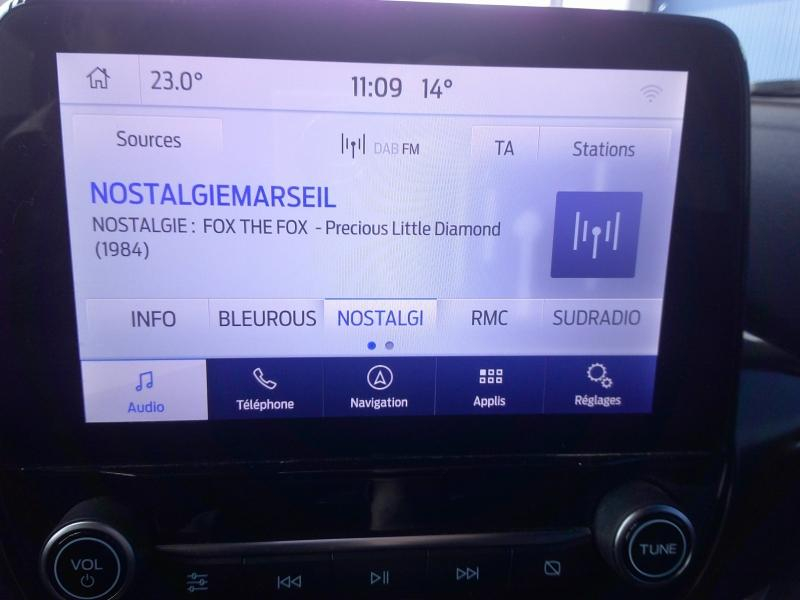 23.0° 11:09 14°
Sources DAB FM TA Stations
NOSTALGIEMARSEIL
NOSTALGIE : FOX THE FOX - Precious Little Diamond
(1984)
INFO BLEUROUS NOSTALGI RMC SUDRADIO
Audio Téléphone Navigation Applis Réglages
VOL TUNE